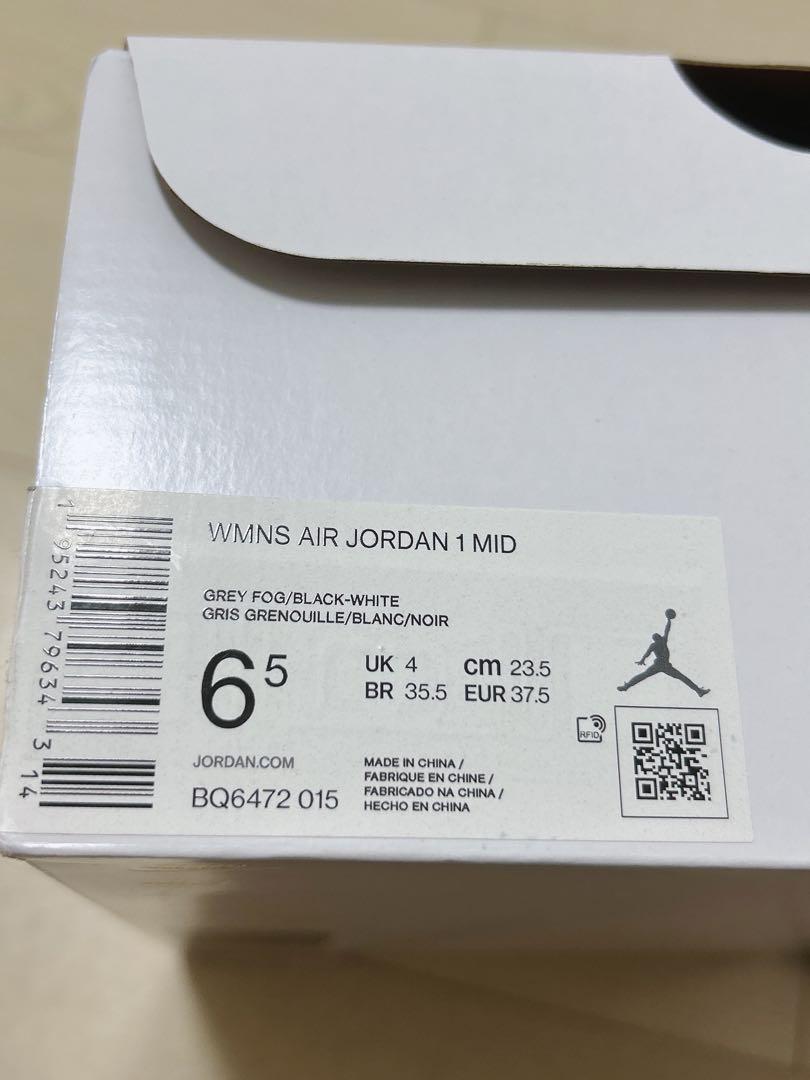 WMNS AIR JORDAN 1 MID
GREY FOG/BLACK-WHITE
GRIS GRENOUILLE/BLANC/NOIR
6 5
UK 4 cm 23.5
BR 35.5 EUR 37.5
RFID
JORDAN.COM
BQ6472 015
MADE IN CHINA /
FABRIQUE EN CHINE /
FABRICADO NA CHINA /
HECHO EN CHINA
1 95243 79634 3 14